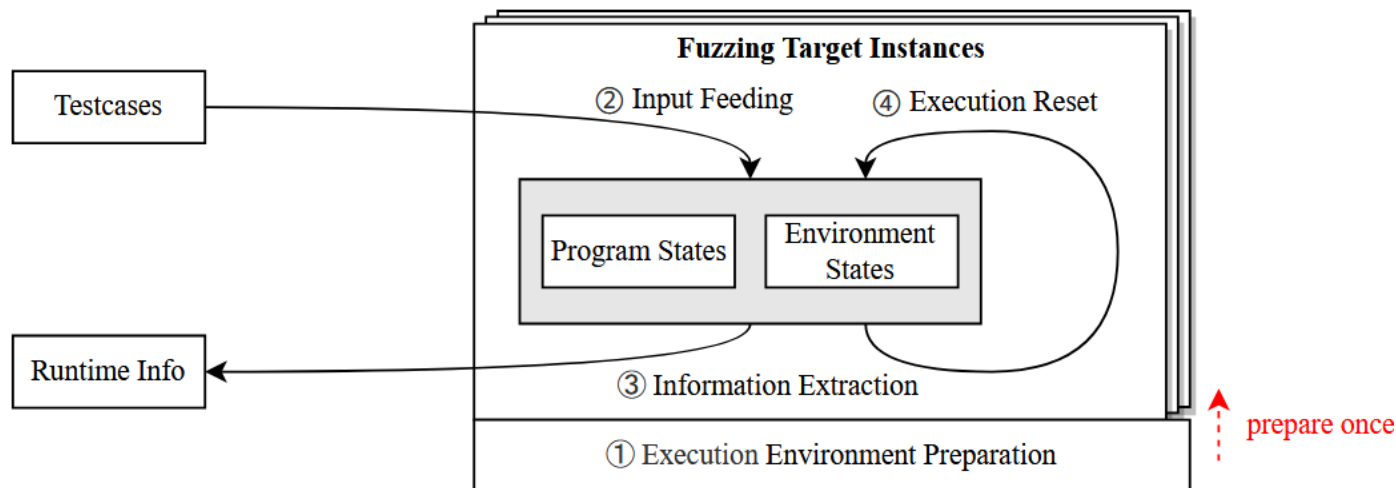 Fuzzing Target Instances
Testcases
② Input Feeding
④ Execution Reset
Program States
Environment
States
Runtime Info
③ Information Extraction
prepare once
① Execution Environment Preparation